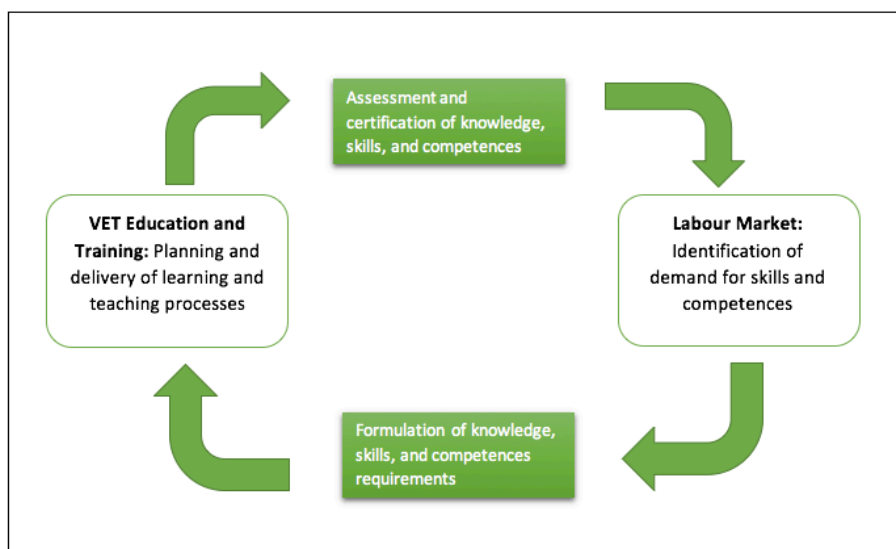 Assessment and
certification of knowledge,
skills, and competences
VET Education and
Training: Planning and
delivery of learning and
teaching processes
Labour Market:
Identification of
demand for skills and
competences
Formulation of knowledge,
skills, and competences
requirements